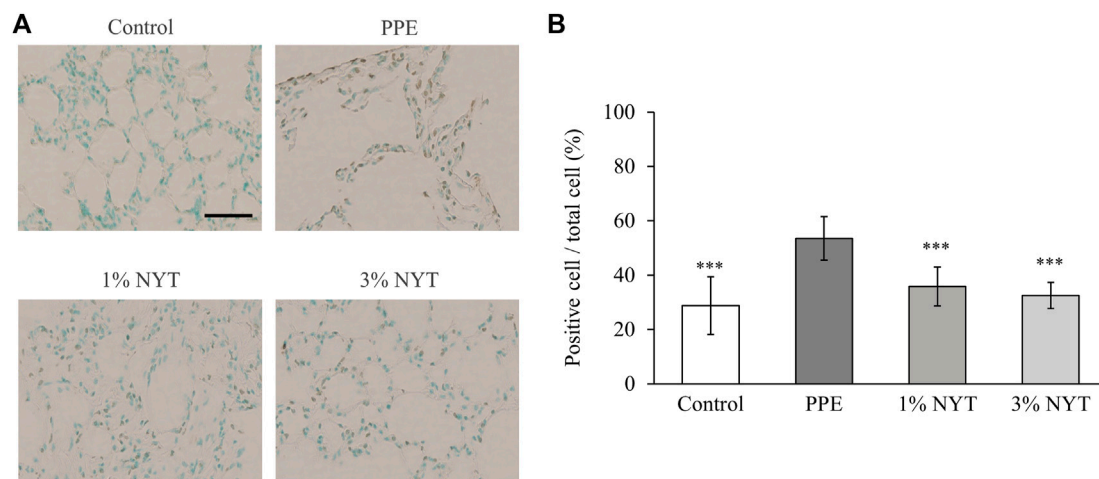 A
Control
PPE
1% NYT
3% NYT
B
Positive cell / total cell (%)
100
80
60
40
20
0
***
***
***
Control
PPE
1% NYT
3% NYT